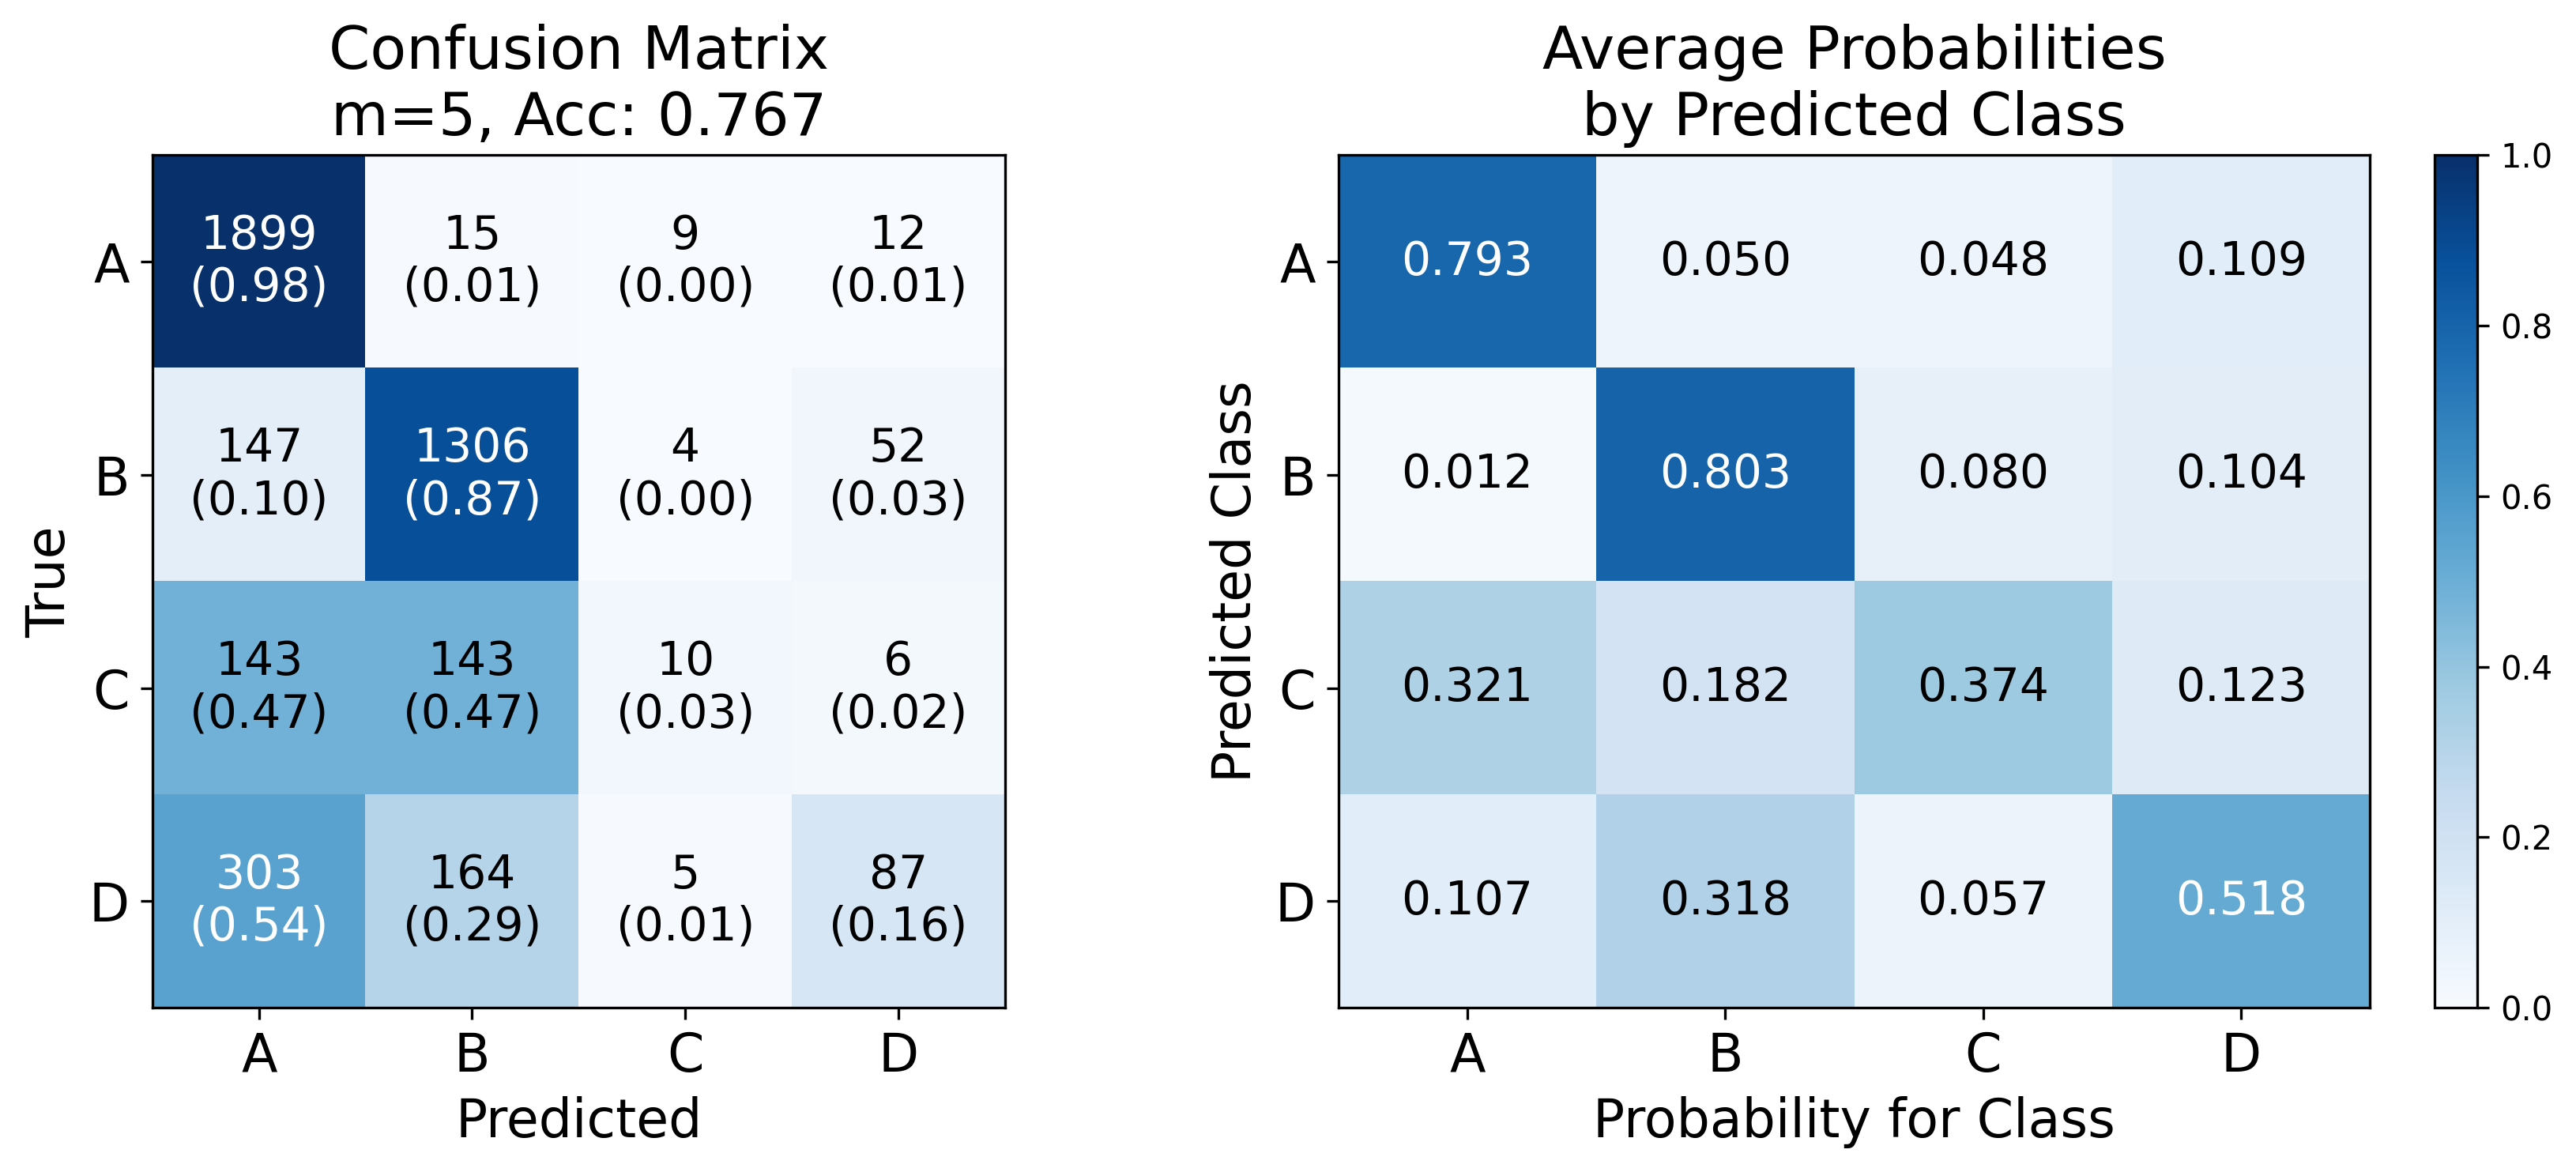 Confusion Matrix
m=5, Acc: 0.767
True
A
1899
(0.98)
15
(0.01)
9
(0.00)
12
(0.01)
B
147
(0.10)
1306
(0.87)
4
(0.00)
52
(0.03)
C
143
(0.47)
143
(0.47)
10
(0.03)
6
(0.02)
D
303
(0.54)
164
(0.29)
5
(0.01)
87
(0.16)
A
B
C
D
Predicted
Average Probabilities
by Predicted Class
Predicted Class
A
0.793
0.050
0.048
0.109
B
0.012
0.803
0.080
0.104
C
0.321
0.182
0.374
0.123
D
0.107
0.318
0.057
0.518
A
B
C
D
Probability for Class
1.0
0.8
0.6
0.4
0.2
0.0